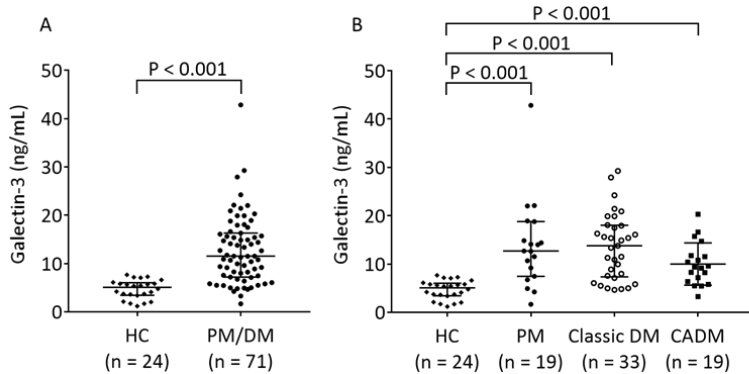 A
P < 0.001
Galectin-3 (ng/mL)
50
40
30
20
10
0
HC
PM/DM
(n = 24)
(n = 71)
B
P < 0.001
P < 0.001
P < 0.001
Galectin-3 (ng/mL)
50
40
30
20
10
0
HC
PM
Classic DM
CADM
(n = 24)
(n = 19)
(n = 33)
(n = 19)